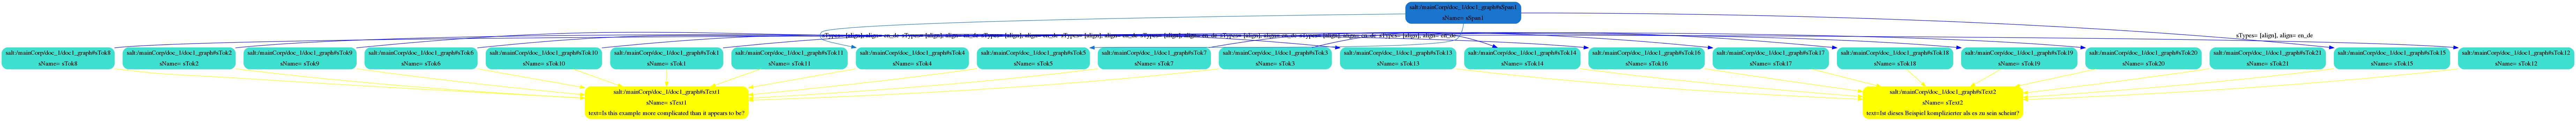 salt:/mainCorp/doc_1/doc1_graph#sSpan1
sName= sSpan1
sTypes= [align], align= en_de
salt:/mainCorp/doc_1/doc1_graph#sTok8
sName= sTok8
salt:/mainCorp/doc_1/doc1_graph#sTok2
sName= sTok2
salt:/mainCorp/doc_1/doc1_graph#sTok9
sName= sTok9
salt:/mainCorp/doc_1/doc1_graph#sTok6
sName= sTok6
salt:/mainCorp/doc_1/doc1_graph#sTok10
sName= sTok10
salt:/mainCorp/doc_1/doc1_graph#sTok1
sName= sTok1
salt:/mainCorp/doc_1/doc1_graph#sTok11
sName= sTok11
salt:/mainCorp/doc_1/doc1_graph#sTok4
sName= sTok4
salt:/mainCorp/doc_1/doc1_graph#sTok5
sName= sTok5
salt:/mainCorp/doc_1/doc1_graph#sTok7
sName= sTok7
salt:/mainCorp/doc_1/doc1_graph#sTok3
sName= sTok3
salt:/mainCorp/doc_1/doc1_graph#sTok13
sName= sTok13
salt:/mainCorp/doc_1/doc1_graph#sTok14
sName= sTok14
salt:/mainCorp/doc_1/doc1_graph#sTok16
sName= sTok16
salt:/mainCorp/doc_1/doc1_graph#sTok17
sName= sTok17
salt:/mainCorp/doc_1/doc1_graph#sTok18
sName= sTok18
salt:/mainCorp/doc_1/doc1_graph#sTok19
sName= sTok19
salt:/mainCorp/doc_1/doc1_graph#sTok20
sName= sTok20
salt:/mainCorp/doc_1/doc1_graph#sTok21
sName= sTok21
salt:/mainCorp/doc_1/doc1_graph#sTok15
sName= sTok15
salt:/mainCorp/doc_1/doc1_graph#sTok12
sName= sTok12
salt:/mainCorp/doc_1/doc1_graph#sText1
sName= sText1
text=Is this example more complicated than it appears to be?
salt:/mainCorp/doc_1/doc1_graph#sText2
sName= sText2
text=Ist dieses Beispiel komplizierter als es zu sein scheint?